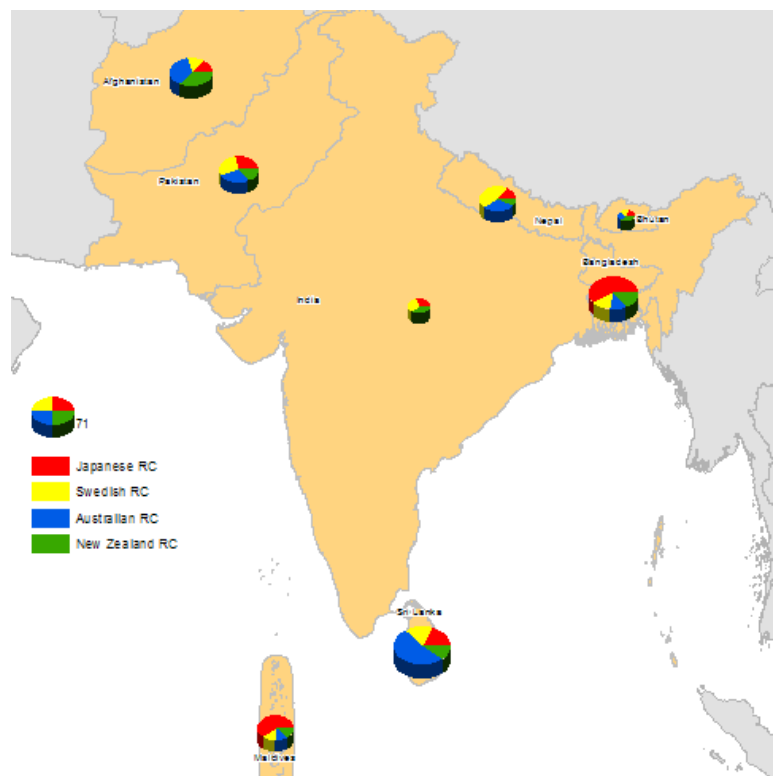 Afghanistan
Pakistan
Nepal
Bhutan
Bangladesh
India
71
Japanese RC
Swedish RC
Australian RC
New Zealand RC
Sri Lanka
Maldives